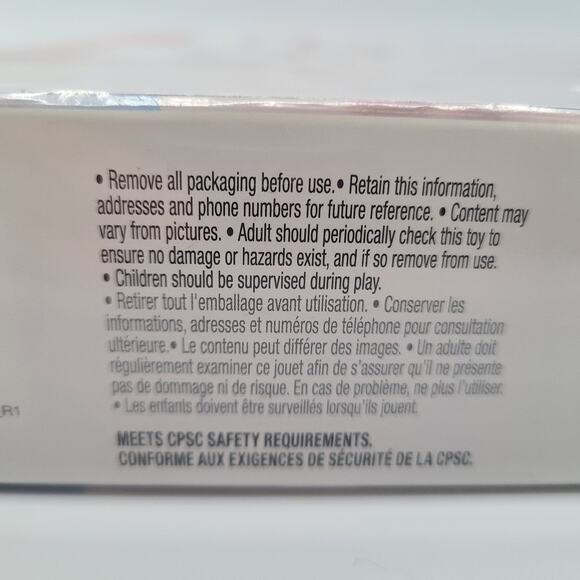 • Remove all packaging before use.• Retain this information,
addresses and phone numbers for future reference. • Content may
vary from pictures. • Adult should periodically check this toy to
ensure no damage or hazards exist, and if so remove from use.
• Children should be supervised during play.
• Retirer tout l'emballage avant utilisation. • Conserver les
informations, adresses et numéros de téléphone pour consultation
ultérieure.• Le contenu peut différer des images. • Un adulte doit
régulièrement examiner ce jouet afin de s'assurer qu'il ne présente
pas de dommage ni de risque. En cas de problème, ne plus l'utiliser.
• Les enfants doivent être surveillés lorsqu'ils jouent.
_R1
MEETS CPSC SAFETY REQUIREMENTS.
CONFORME AUX EXIGENCES DE SÉCURITÉ DE LA CPSC.